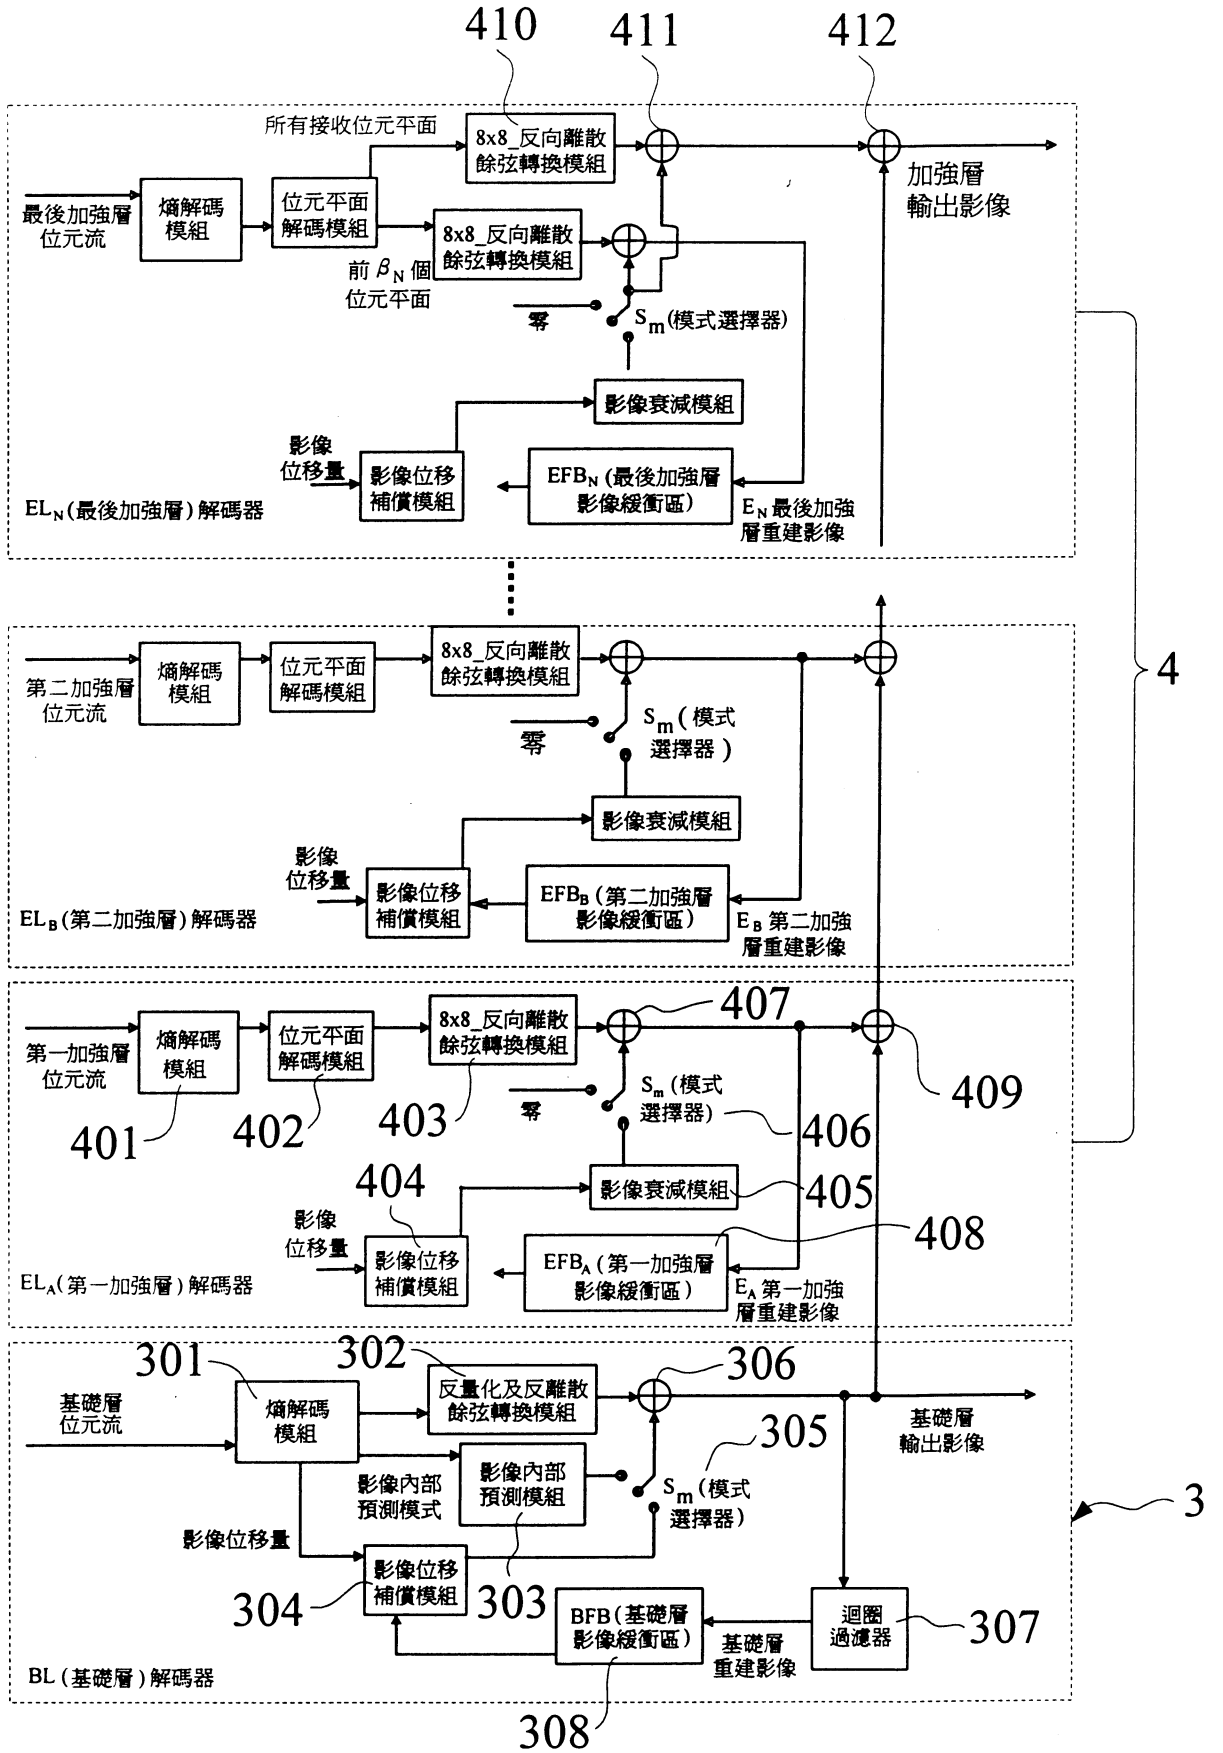 410
411
412
所有接收位元平面
8x8_反向離散
餘弦轉換模組
最後加強層
位元流
熵解碼
模組
位元平面
解碼模組
8x8_反向離散
餘弦轉換模組
加強層
輸出影像
前 βN 個
位元平面
零
Sm(模式選擇器)
影像衰減模組
影像
位移量
影像位移
補償模組
EFBN (最後加強層
影像緩衝區)
EN 最後加強
層重建影像
ELN(最後加強層) 解碼器
4
第二加強層
位元流
熵解碼
模組
位元平面
解碼模組
8x8_反向離散
餘弦轉換模組
零
Sm ( 模式
選擇器 )
影像衰減模組
影像
位移量
影像位移
補償模組
EFBB (第二加強層
影像緩衝區)
EB 第二加強
層重建影像
ELB(第二加強層) 解碼器
第一加強層
位元流
熵解碼
模組
401
位元平面
解碼模組
402
8x8_反向離散
餘弦轉換模組
403
407
409
零
Sm (模式
選擇器)
406
404
影像衰減模組
405
影像
位移量
影像位移
補償模組
EFBA (第一加強層
影像緩衝區)
408
EA 第一加強
層重建影像
ELA(第一加強層) 解碼器
301
302
306
基礎層
位元流
熵解碼
模組
反量化及反離散
餘弦轉換模組
基礎層
輸出影像
影像內部
預測模式
影像內部
預測模組
303
305
Sm (模式
選擇器)
3
影像位移量
304
影像位移
補償模組
BFB (基礎層
影像緩衝區)
308
基礎層
重建影像
迴圈
過濾器
307
BL (基礎層) 解碼器